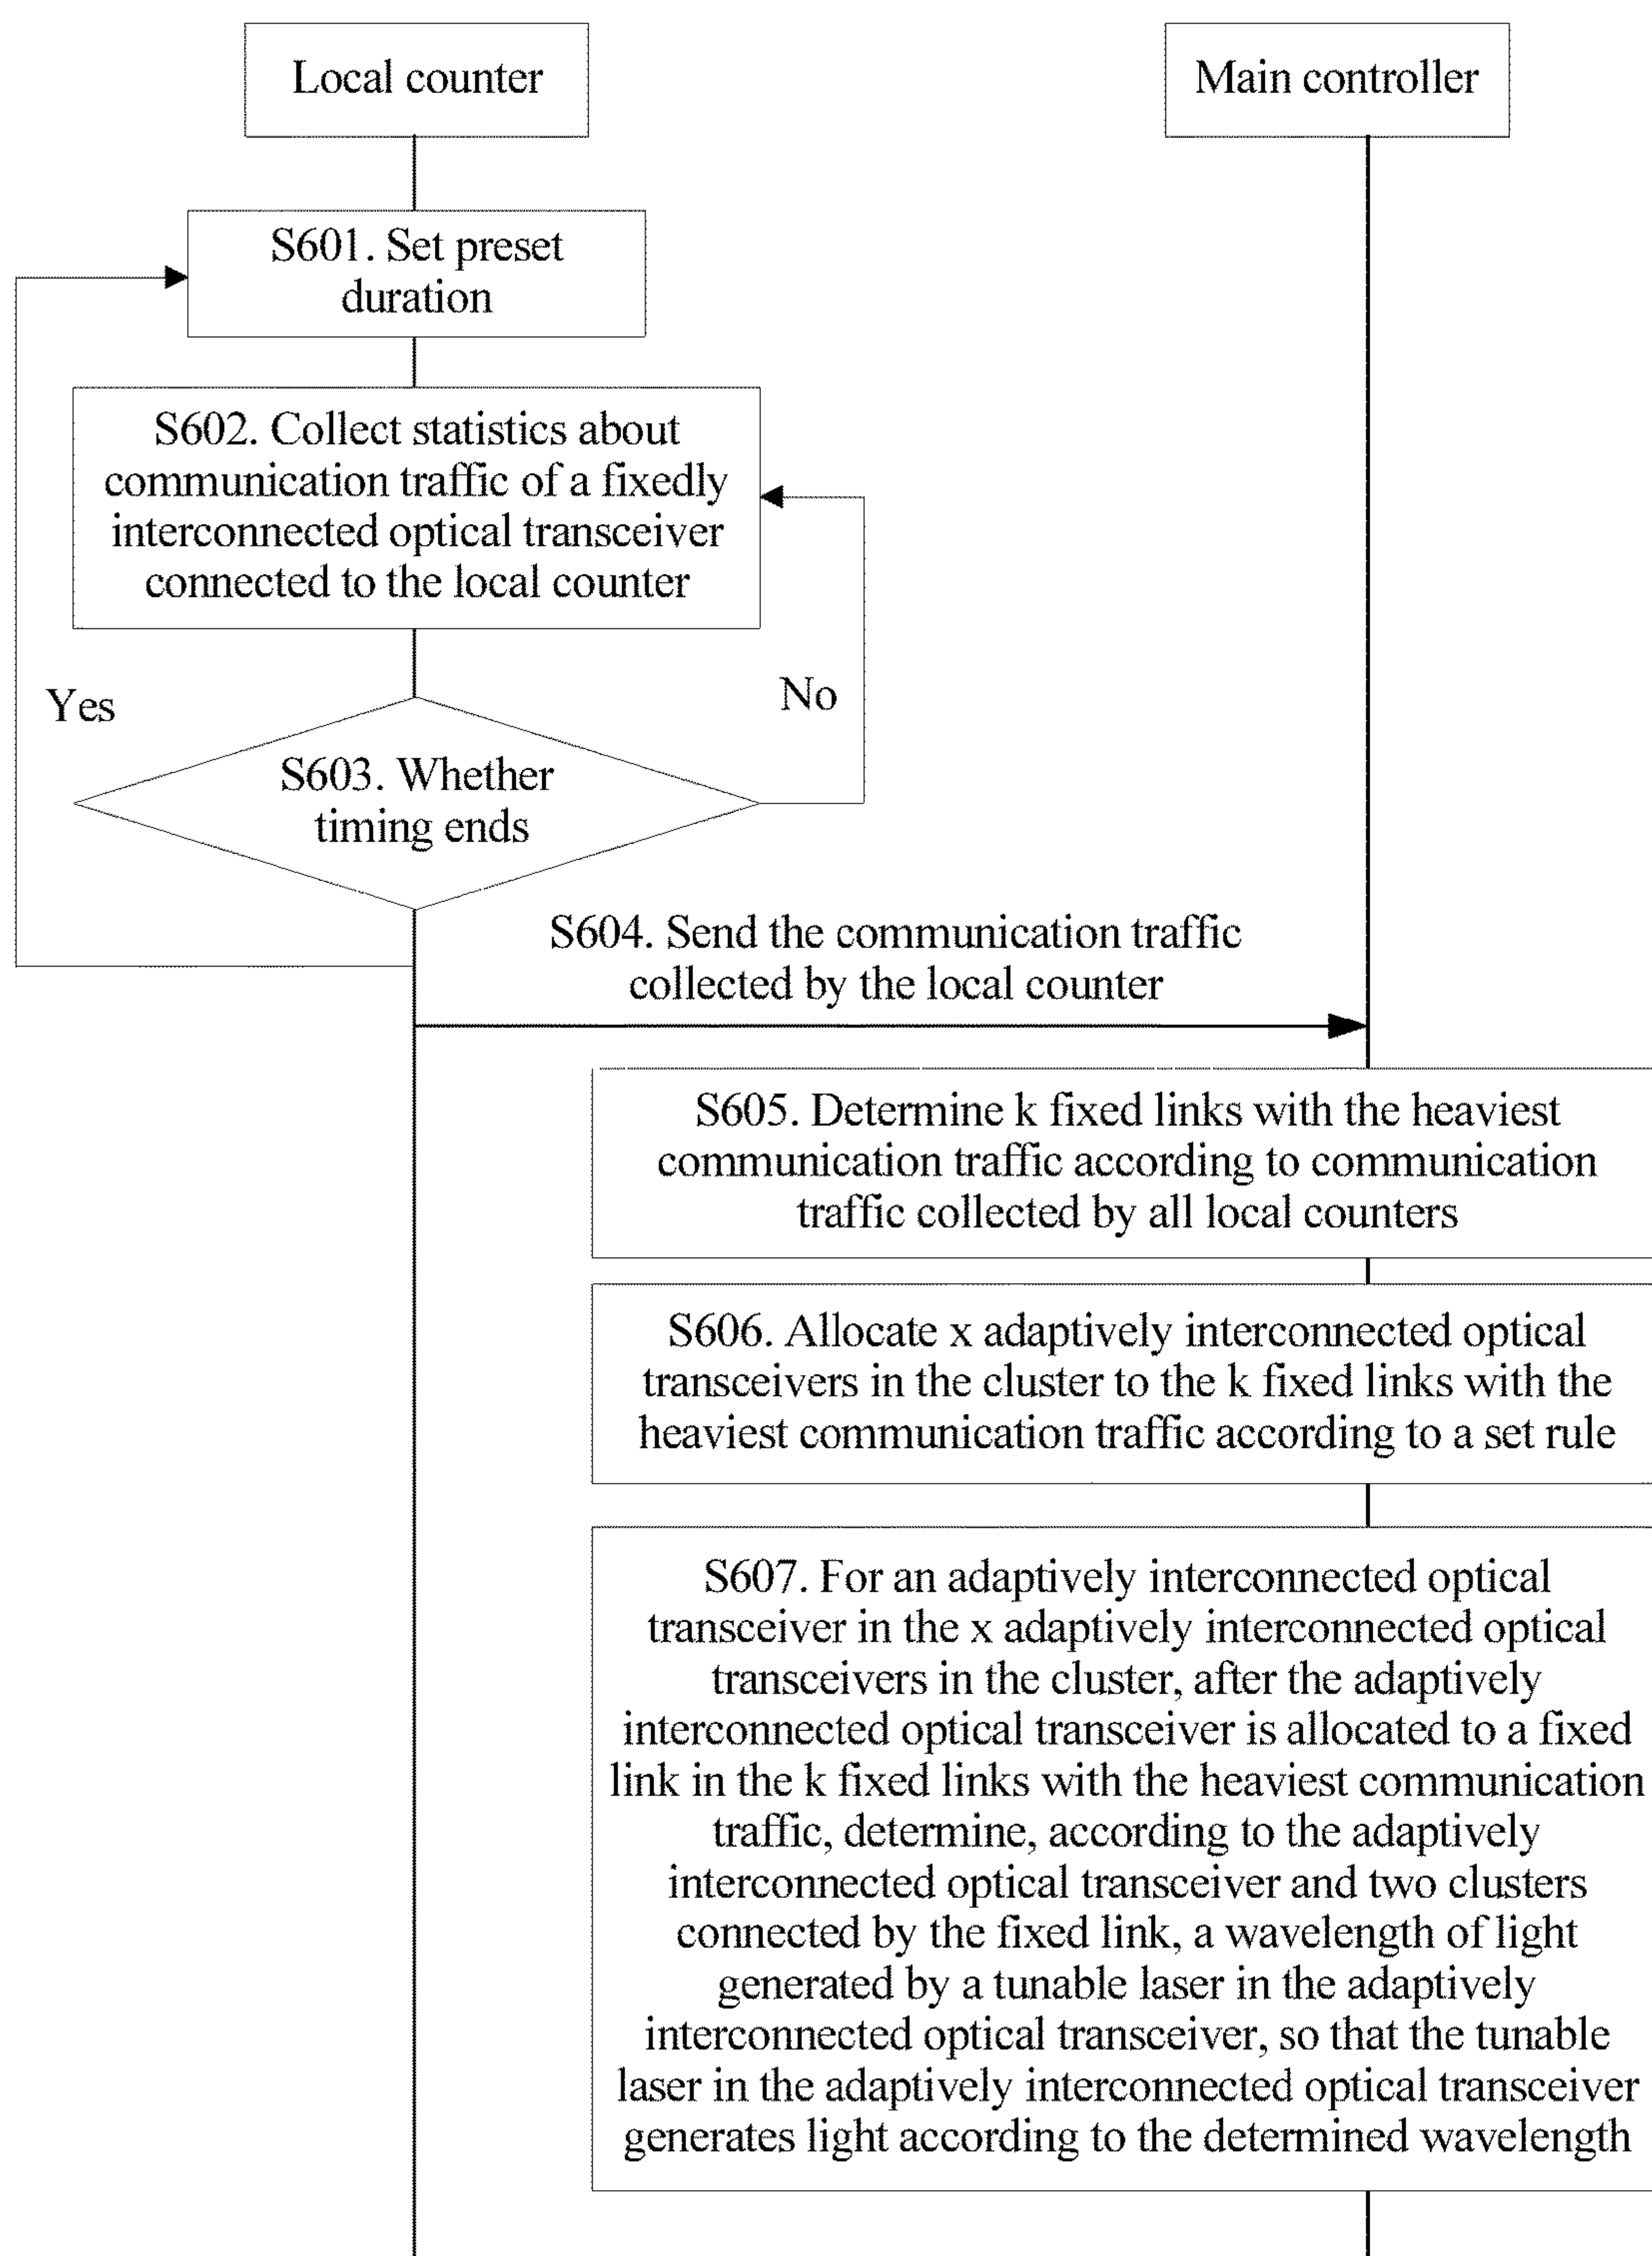 Local counter
Main controller
S601. Set preset
duration
S602. Collect statistics about
communication traffic of a fixedly
interconnected optical transceiver
connected to the local counter
Yes
No
S603. Whether
timing ends
S604. Send the communication traffic
collected by the local counter
S605. Determine k fixed links with the heaviest
communication traffic according to communication
traffic collected by all local counters
S606. Allocate x adaptively interconnected optical
transceivers in the cluster to the k fixed links with the
heaviest communication traffic according to a set rule
S607. For an adaptively interconnected optical
transceiver in the x adaptively interconnected optical
transceivers in the cluster, after the adaptively
interconnected optical transceiver is allocated to a fixed
link in the k fixed links with the heaviest communication
traffic, determine, according to the adaptively
interconnected optical transceiver and two clusters
connected by the fixed link, a wavelength of light
generated by a tunable laser in the adaptively
interconnected optical transceiver, so that the tunable
laser in the adaptively interconnected optical transceiver
generates light according to the determined wavelength